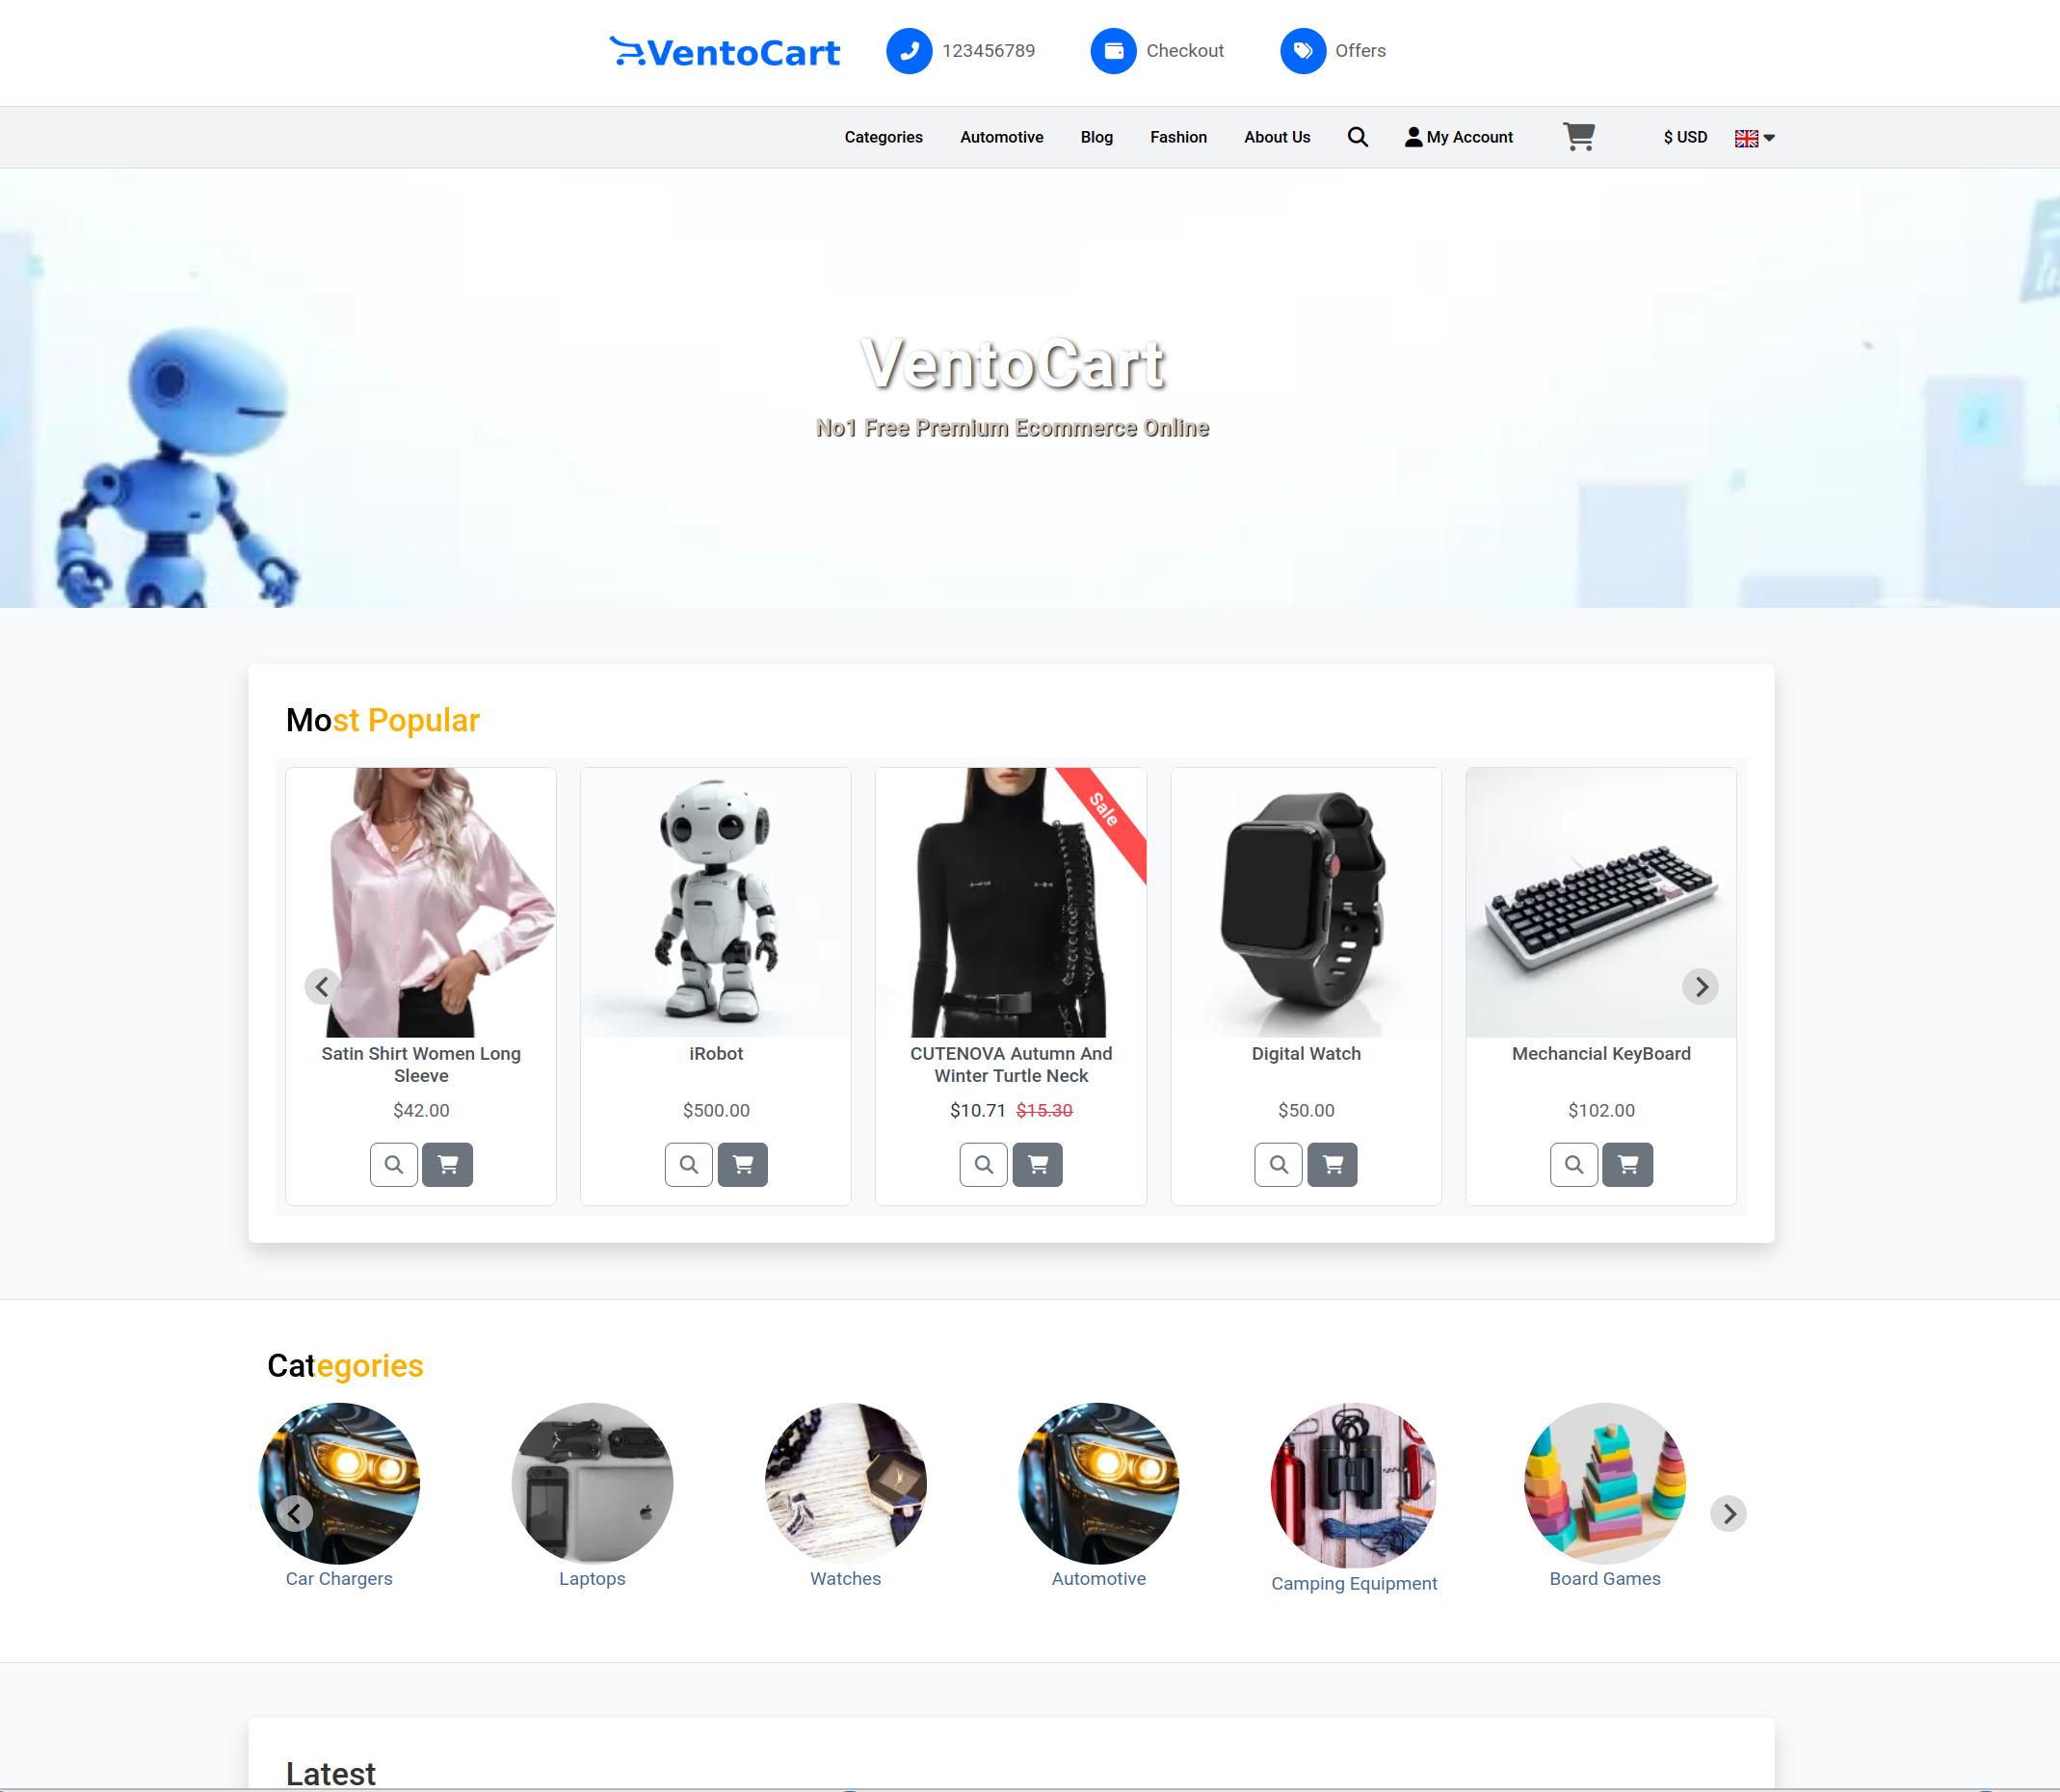 VentoCart
123456789
Checkout
Offers
Categories
Automotive
Blog
Fashion
About Us
My Account
$ USD
VentoCart
No1 Free Premium Ecommerce Online
Most Popular
Sale
Satin Shirt Women Long
Sleeve
$42.00
iRobot
$500.00
CUTENOVA Autumn And
Winter Turtle Neck
$10.71 $15.30
Digital Watch
$50.00
Mechancial KeyBoard
$102.00
Categories
Car Chargers
Laptops
Watches
Automotive
Camping Equipment
Board Games
Latest